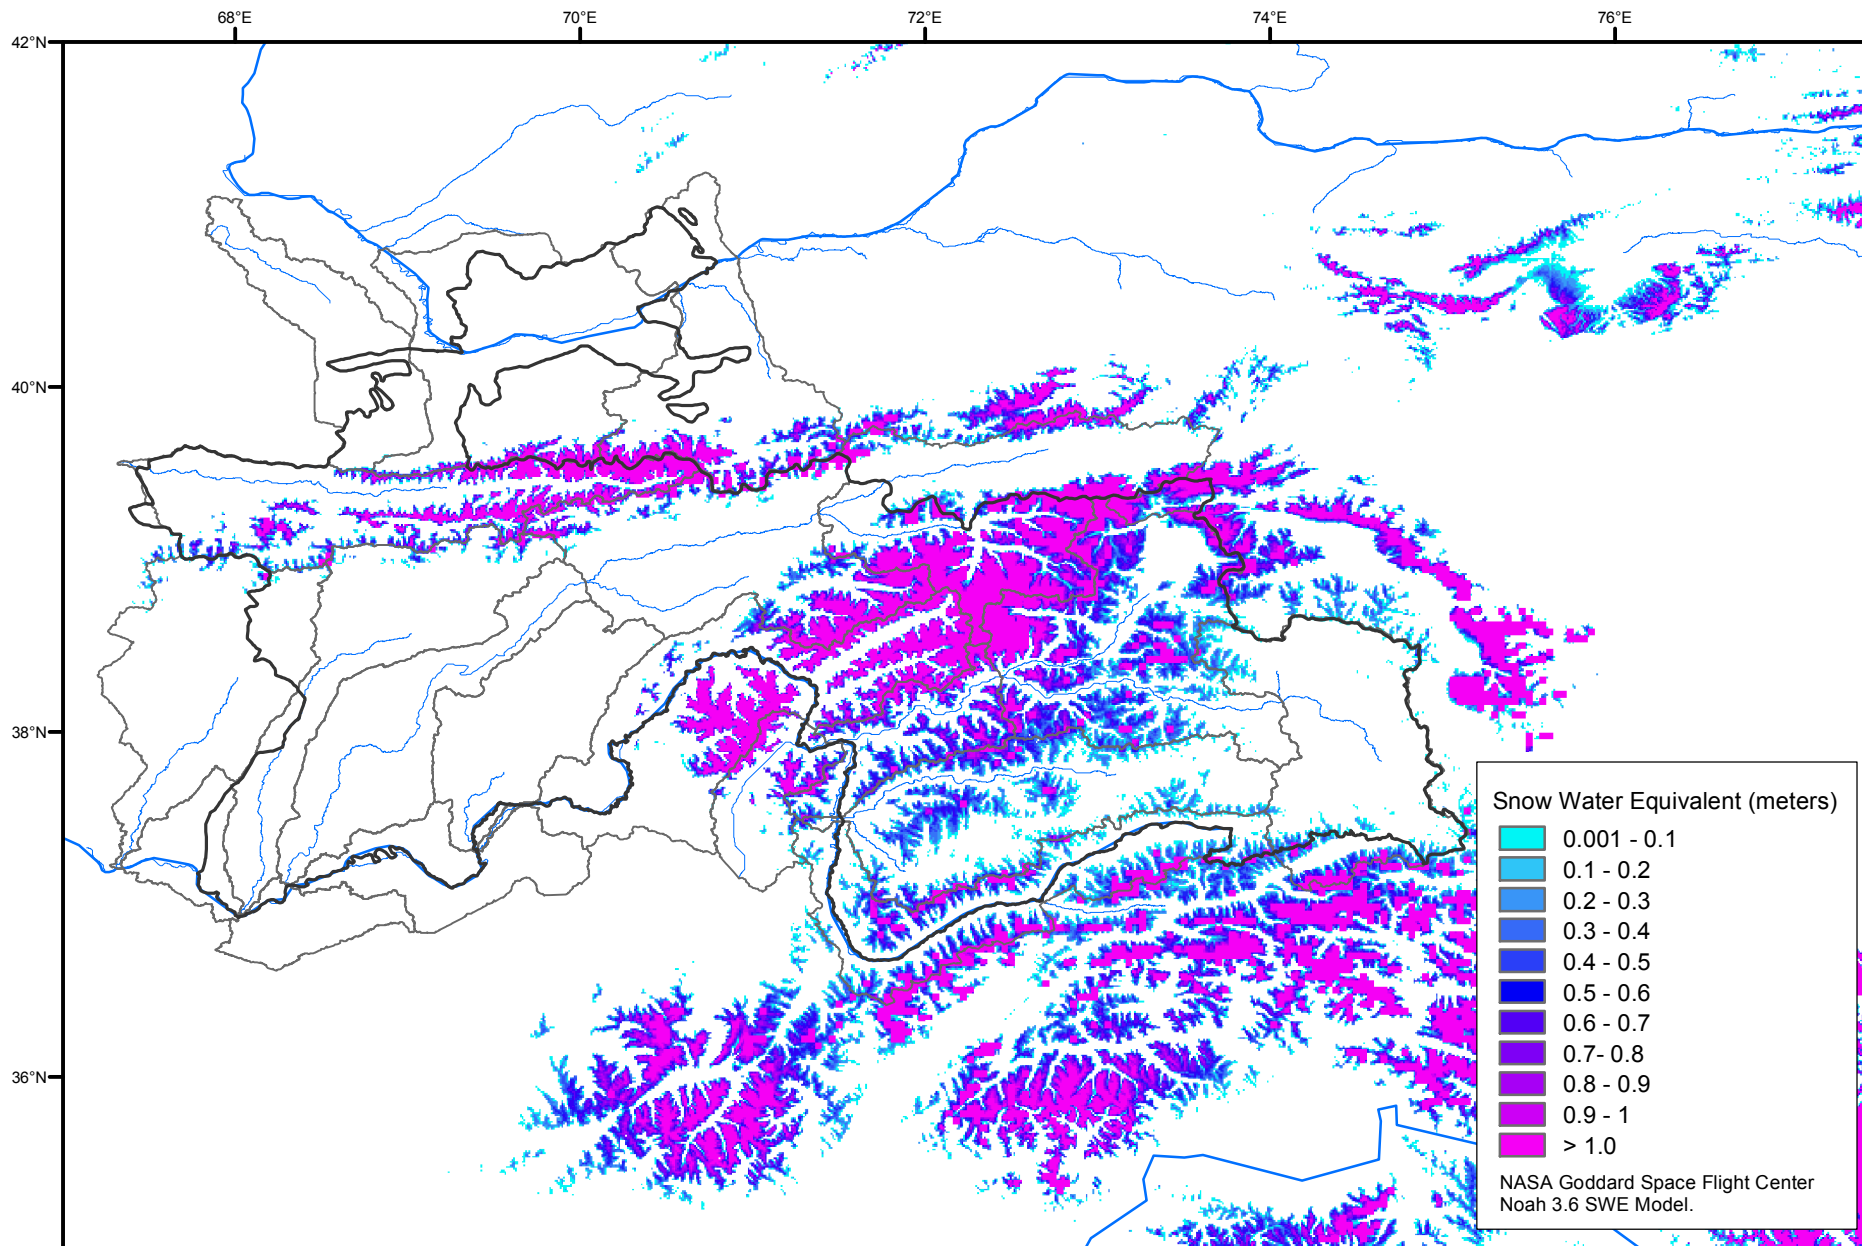 68°E
70°E
72°E
74°E
76°E
42°N
40°N
38°N
36°N
Snow Water Equivalent (meters)
0.001 - 0.1
0.1 - 0.2
0.2 - 0.3
0.3 - 0.4
0.4 - 0.5
0.5 - 0.6
0.6 - 0.7
0.7- 0.8
0.8 - 0.9
0.9 - 1
> 1.0
NASA Goddard Space Flight Center
Noah 3.6 SWE Model.